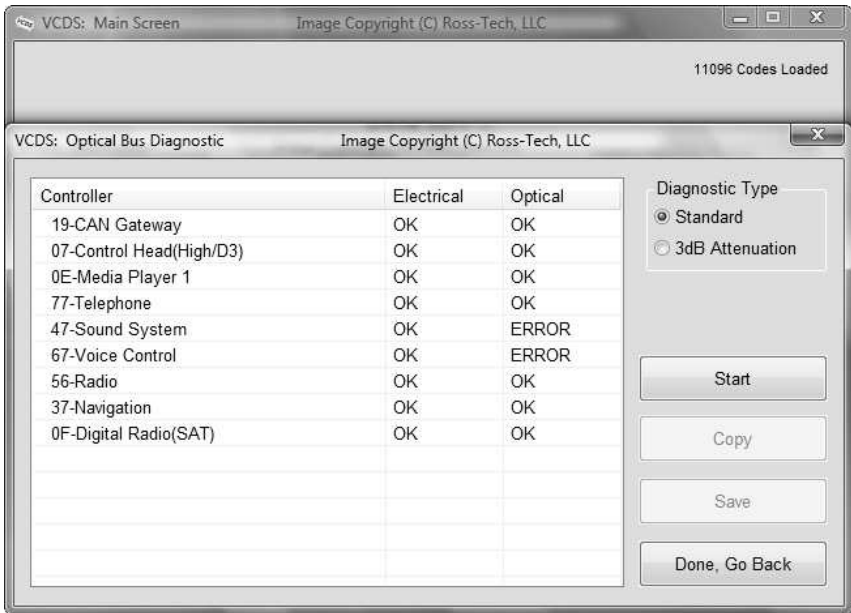 VCDS: Main Screen Image Copyright (C) Ross-Tech, LLC
11096 Codes Loaded
VCDS: Optical Bus Diagnostic Image Copyright (C) Ross-Tech, LLC
Controller Electrical Optical
19-CAN Gateway OK OK
07-Control Head(High/D3) OK OK
0E-Media Player 1 OK OK
77-Telephone OK OK
47-Sound System OK ERROR
67-Voice Control OK ERROR
56-Radio OK OK
37-Navigation OK OK
0F-Digital Radio(SAT) OK OK
Diagnostic Type
Standard
3dB Attenuation
Start
Copy
Save
Done, Go Back